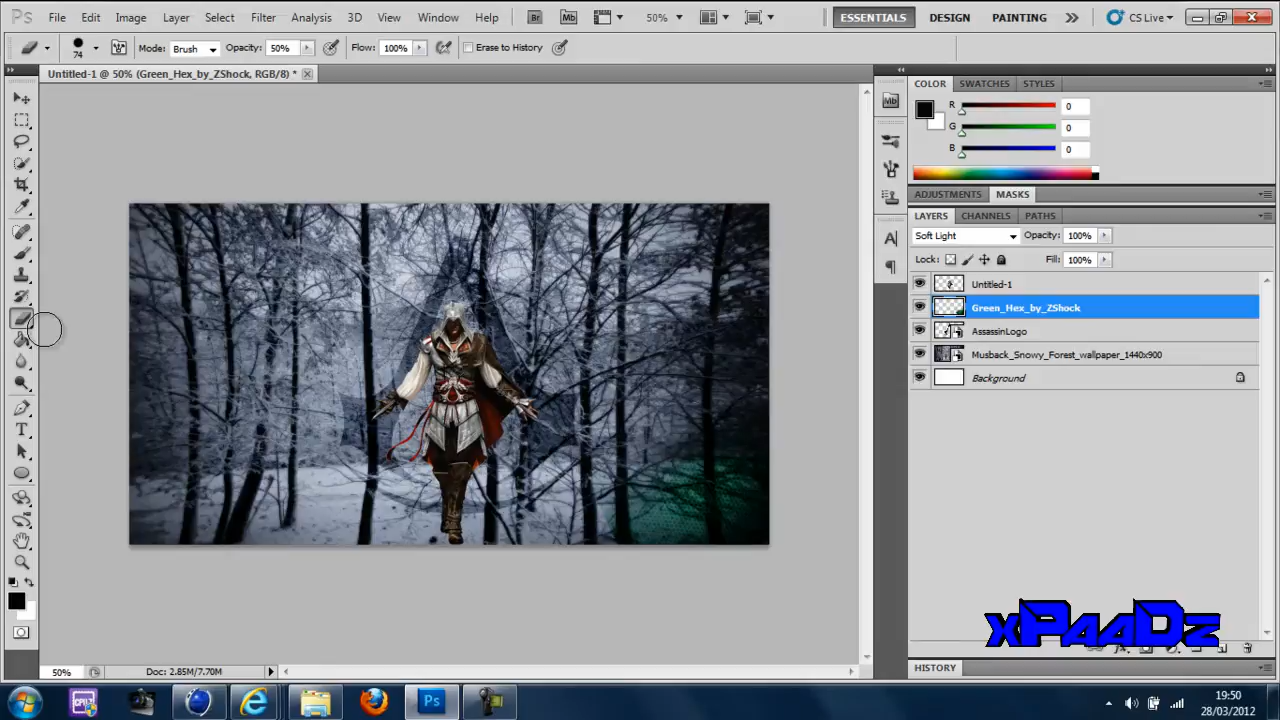 Ps File Edit Image Layer Select Filter Analysis 3D View Window Help Br Mb 50% ESSENTIALS DESIGN PAINTING CS Live
74 Mode: Brush Opacity: 50% Flow: 100% Erase to History
Untitled-1 @ 50% (Green_Hex_by_ZShock, RGB/8) *
COLOR SWATCHES STYLES
Mb
R 0
G 0
B 0
ADJUSTMENTS MASKS
LAYERS CHANNELS PATHS
Soft Light Opacity: 100%
Lock: Fill: 100%
Untitled-1
Green_Hex_by_ZShock
AssassinLogo
Musback_Snowy_Forest_wallpaper_1440x900
Background
xPaaDz
50% Doc: 2.85M/7.70M
HISTORY
Ps
19:50
28/03/2012